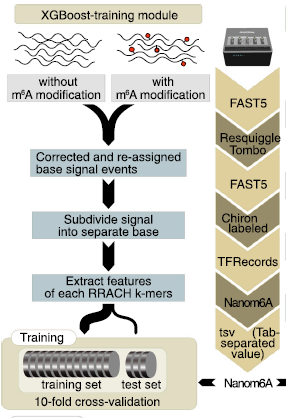 XGBoost-training module
without
m⁶A modification
with
m⁶A modification
Corrected and re-assigned
base signal events
Subdivide signal
into separate base
Extract features
of each RRACH k-mers
Training
training set
test set
10-fold cross-validation
FAST5
Resquiggle
Tombo
FAST5
Chiron
labeled
TFRecords
Nanom6A
tsv (Tab-
separated
value)
Nanom6A